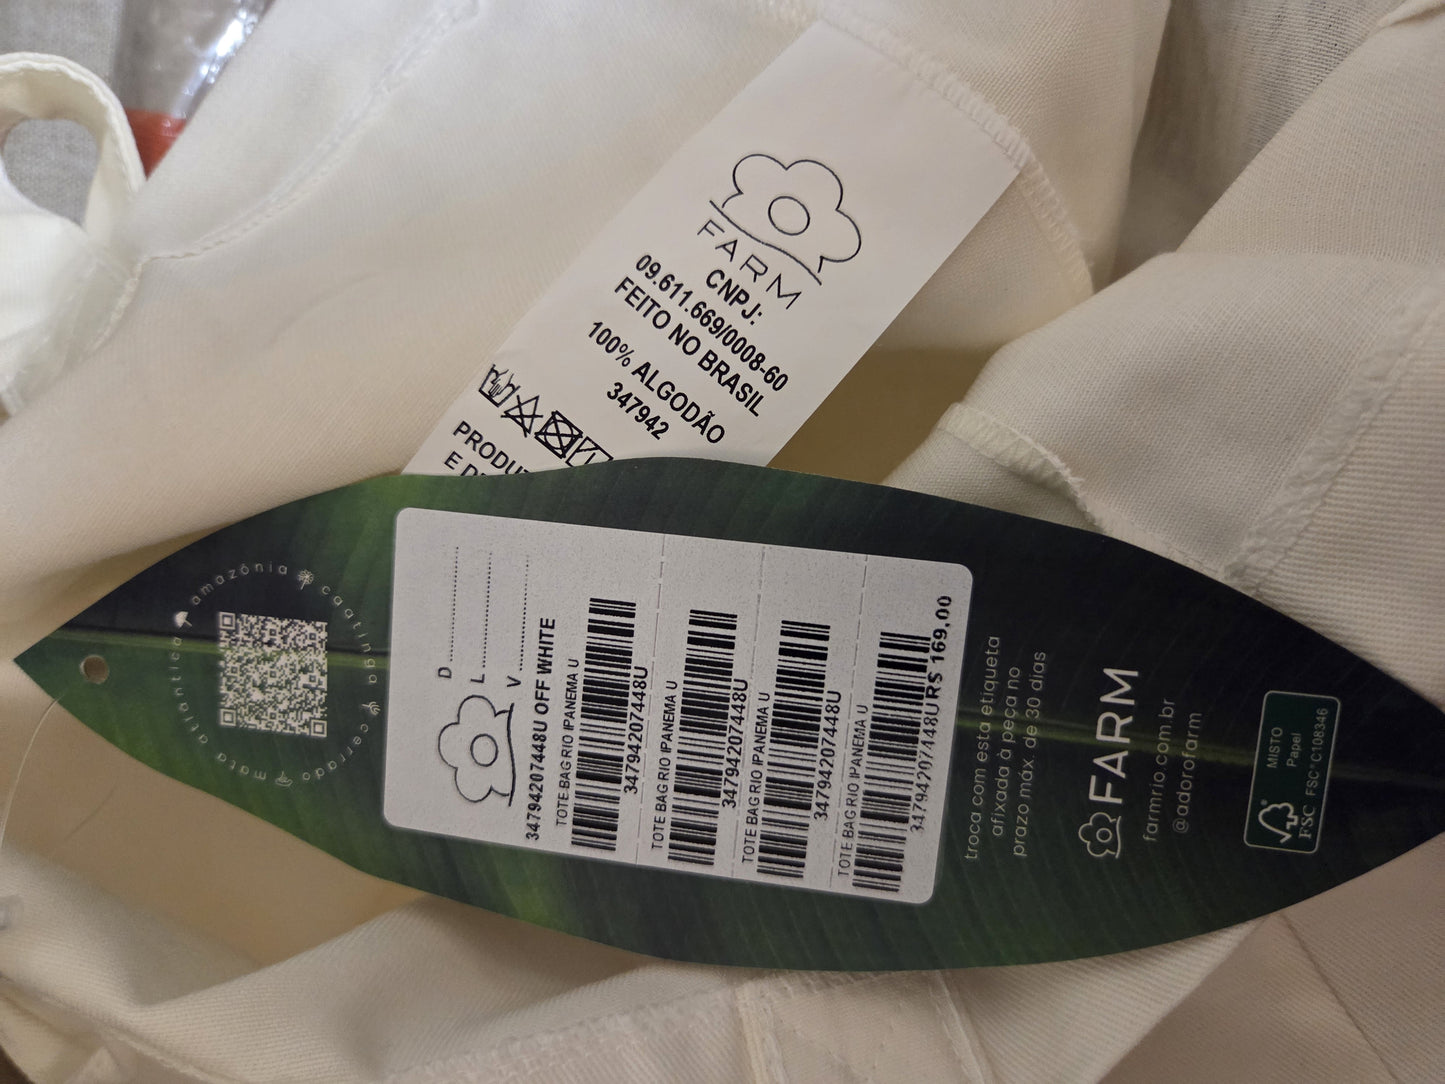 FARM
CNPJ:
09.611.669/0008-60
FEITO NO BRASIL
100% ALGODÃO
347942
E
mata atlântica amazônia caatinga cerrado
D
L
V
34794207448U OFF WHITE
TOTE BAG RIO IPANEMA U
34794207448U
TOTE BAG RIO IPANEMA U
34794207448U
TOTE BAG RIO IPANEMA U
34794207448U
TOTE BAG RIO IPANEMA U
34794207448U R$ 169,00
troca com esta etiqueta
afixada à peça no
prazo máx. de 30 dias
FARM
farmrio.com.br
@adorofarm
FSC®
MISTO
Papel
FSC® C108346